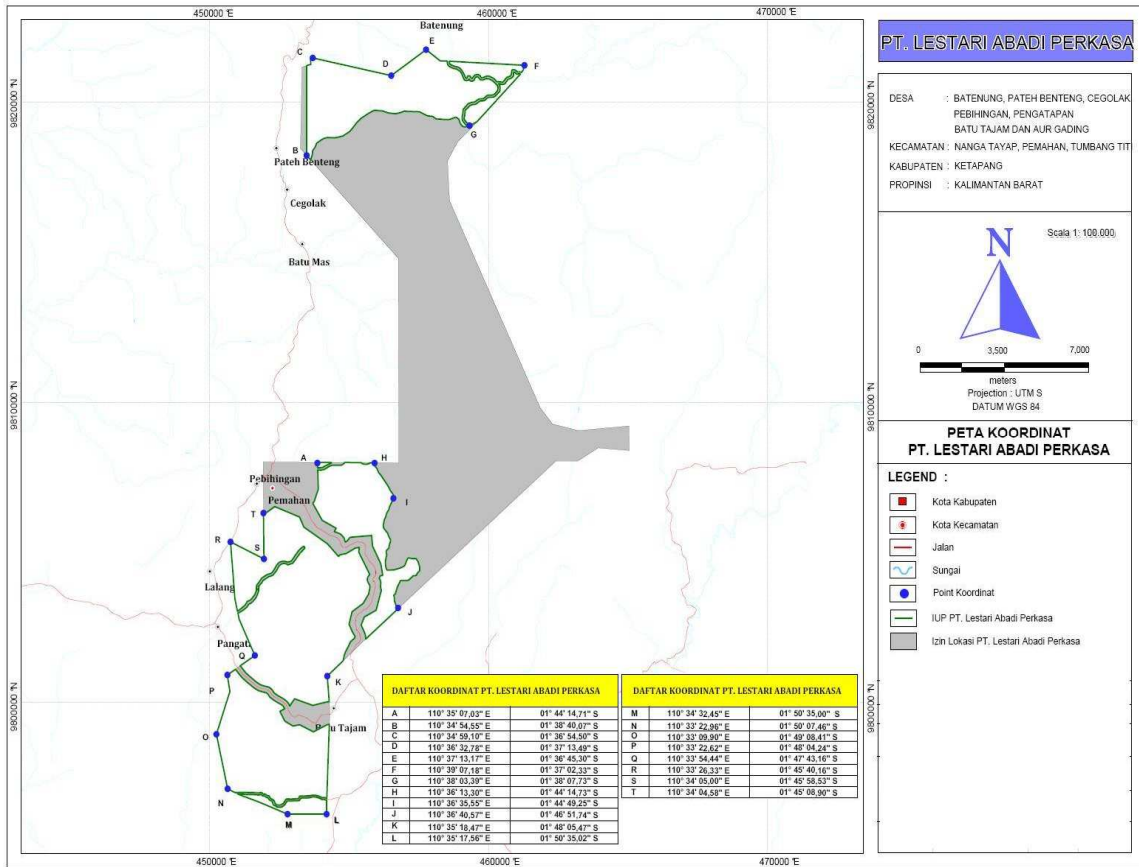 450000 °E
460000 °E
470000 °E
Batenung
C
D
E
F
9820000 °N
G
B
Pateh Benteng
Cegolak
Batu Mas
9810000 °N
A
H
Pebihingan
Pemahan
I
T
R
S
Lalang
J
Q
K
P
9800000 °N
O
N
M
L
DAFTAR KOORDINAT PT. LESTARI ABADI PERKASA
A 110° 35' 07,03" E 01° 44' 14,71" S
B 110° 34' 54,55" E 01° 38' 40,07" S
C 110° 34' 59,10" E 01° 36' 54,50" S
D 110° 36' 32,78" E 01° 37' 13,49" S
E 110° 37' 13,17" E 01° 36' 45,30" S
F 110° 39' 07,18" E 01° 37' 02,33" S
G 110° 38' 03,39" E 01° 38' 07,73" S
H 110° 36' 13,30" E 01° 44' 14,73" S
I 110° 36' 35,55" E 01° 44' 49,25" S
J 110° 36' 40,57" E 01° 46' 51,74" S
K 110° 35' 18,47" E 01° 48' 05,47" S
L 110° 35' 17,56" E 01° 50' 35,02" S
DAFTAR KOORDINAT PT. LESTARI ABADI PERKASA
M 110° 34' 32,45" E 01° 50' 35,00" S
N 110° 33' 22,96" E 01° 50' 07,46" S
O 110° 33' 09,90" E 01° 49' 08,41" S
P 110° 33' 22,62" E 01° 48' 04,24" S
Q 110° 33' 54,44" E 01° 47' 43,16" S
R 110° 33' 26,33" E 01° 45' 40,16" S
S 110° 34' 05,00" E 01° 45' 58,53" S
T 110° 34' 04,58" E 01° 45' 08,90" S
450000 °E
460000 °E
470000 °E
9820000 °N
9810000 °N
9800000 °N
PT. LESTARI ABADI PERKASA
DESA : BATENUNG, PATEH BENTENG, CEGOLAK
PEBIHINGAN, PENGATAPAN
BATU TAJAM DAN AUR GADING
KECAMATAN : NANGA TAYAP, PEMAHAN, TUMBANG TITI
KABUPATEN : KETAPANG
PROPINSI : KALIMANTAN BARAT
N
Scala 1: 100.000
0 3,500 7,000
meters
Projection : UTM S
DATUM WGS 84
PETA KOORDINAT
PT. LESTARI ABADI PERKASA
LEGEND :
Kota Kabupaten
Kota Kecamatan
Jalan
Sungai
Point Koordinat
IUP PT. Lestari Abadi Perkasa
Izin Lokasi PT. Lestari Abadi Perkasa